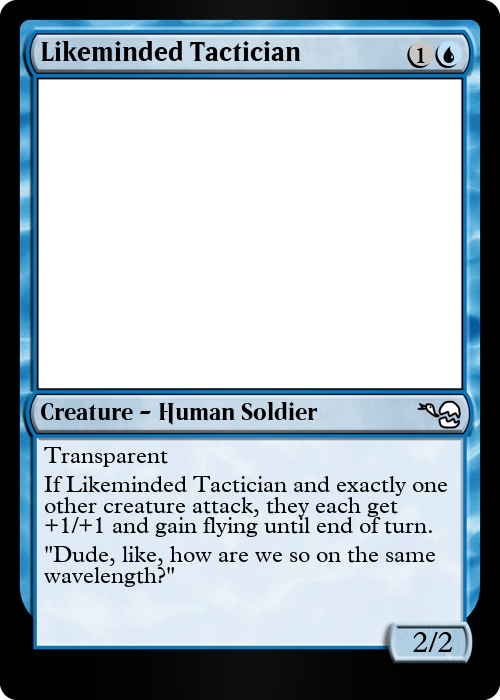 Likeminded Tactician 1
Creature – Human Soldier
Transparent
If Likeminded Tactician and exactly one
other creature attack, they each get
+1/+1 and gain flying until end of turn.
"Dude, like, how are we so on the same
wavelength?"
2/2